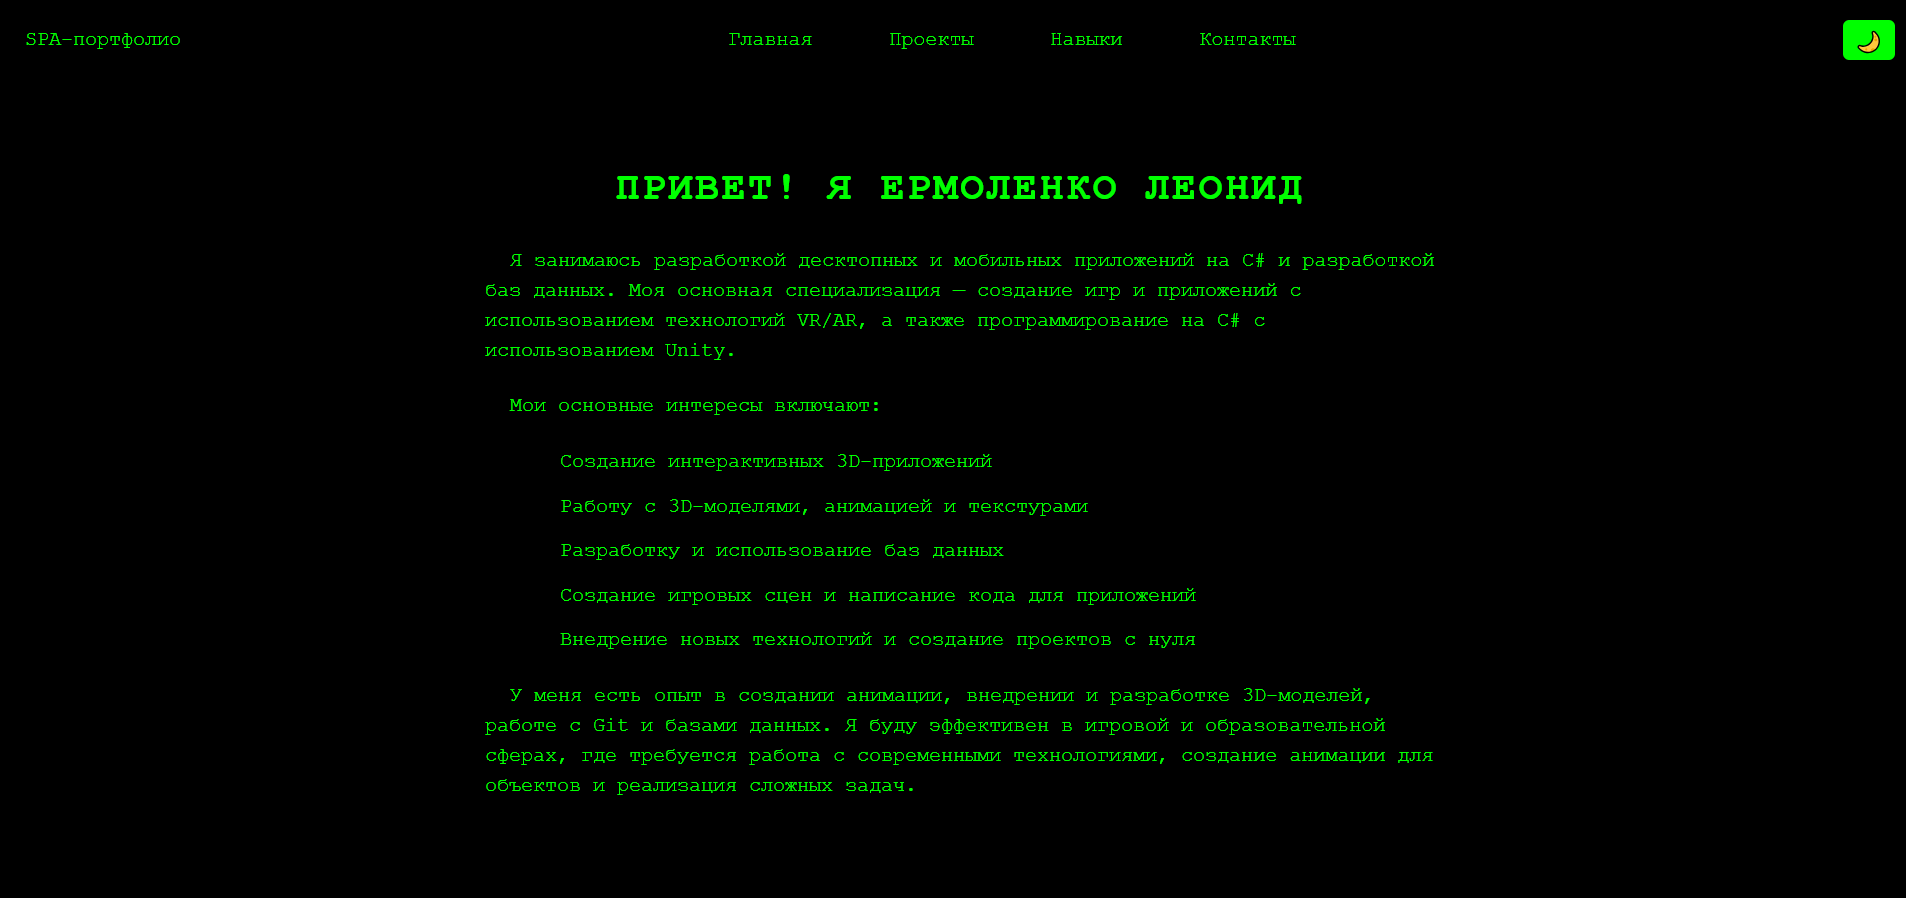 SPA-портфолио
Главная
Проекты
Навыки
Контакты
ПРИВЕТ! Я ЕРМОЛЕНКО ЛЕОНИД
Я занимаюсь разработкой десктопных и мобильных приложений на C# и разработкой
баз данных. Моя основная специализация — создание игр и приложений с
использованием технологий VR/AR, а также программирование на C# с
использованием Unity.
Мои основные интересы включают:
Создание интерактивных 3D-приложений
Работу с 3D-моделями, анимацией и текстурами
Разработку и использование баз данных
Создание игровых сцен и написание кода для приложений
Внедрение новых технологий и создание проектов с нуля
У меня есть опыт в создании анимации, внедрении и разработке 3D-моделей,
работе с Git и базами данных. Я буду эффективен в игровой и образовательной
сферах, где требуется работа с современными технологиями, создание анимации для
объектов и реализация сложных задач.